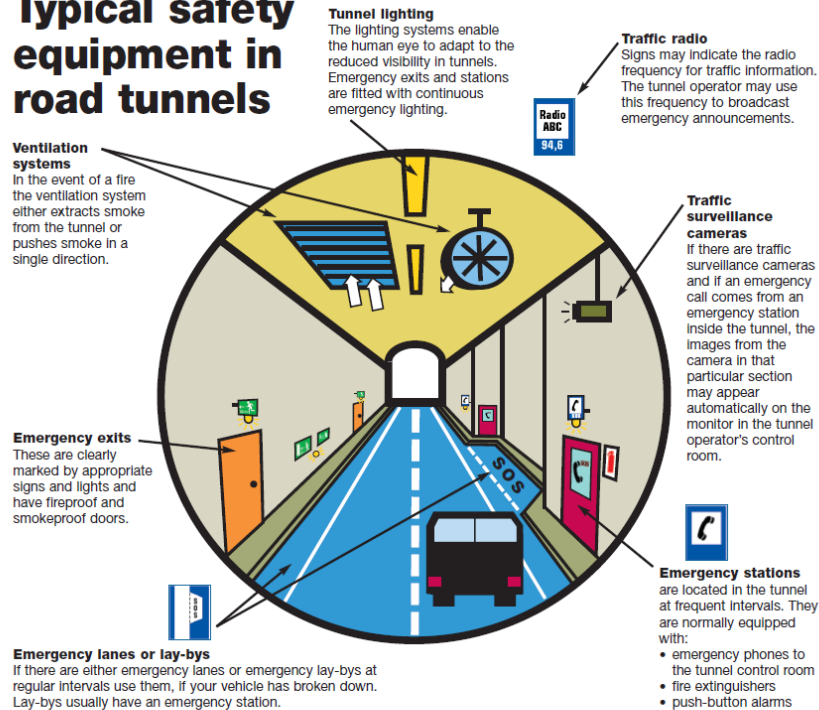 Typical safety
equipment in
road tunnels
Tunnel lighting
The lighting systems enable
the human eye to adapt to the
reduced visibility in tunnels.
Emergency exits and stations
are fitted with continuous
emergency lighting.
Traffic radio
Signs may indicate the radio
frequency for traffic information.
The tunnel operator may use
this frequency to broadcast
emergency announcements.
Radio
ABC
94,6
Ventilation
systems
In the event of a fire
the ventilation system
either extracts smoke
from the tunnel or
pushes smoke in a
single direction.
Traffic
surveillance
cameras
If there are traffic
surveillance cameras
and if an emergency
call comes from an
emergency station
inside the tunnel, the
images from the
camera in that
particular section
may appear
automatically on the
monitor in the tunnel
operator's control
room.
Emergency exits
These are clearly
marked by appropriate
signs and lights and
have fireproof and
smokeproof doors.
SOS
SOS
Emergency lanes or lay-bys
If there are either emergency lanes or emergency lay-bys at
regular intervals use them, if your vehicle has broken down.
Lay-bys usually have an emergency station.
Emergency stations
are located in the tunnel
at frequent intervals. They
are normally equipped
with:
• emergency phones to
the tunnel control room
• fire extinguishers
• push-button alarms